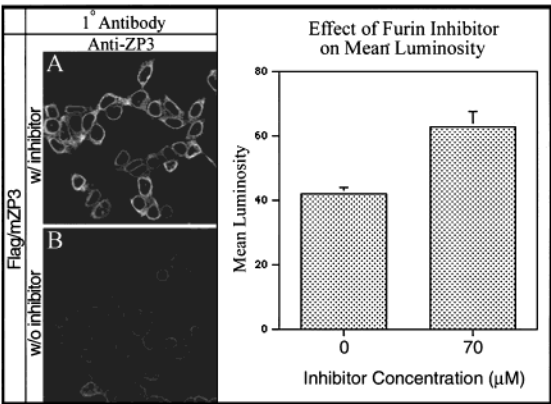 1° Antibody
Anti-ZP3
Flag/mZP3
w/ inhibitor
A
w/o inhibitor
B
Effect of Furin Inhibitor
on Mean Luminosity
Mean Luminosity
80
60
40
20
0
0 70
Inhibitor Concentration (μM)